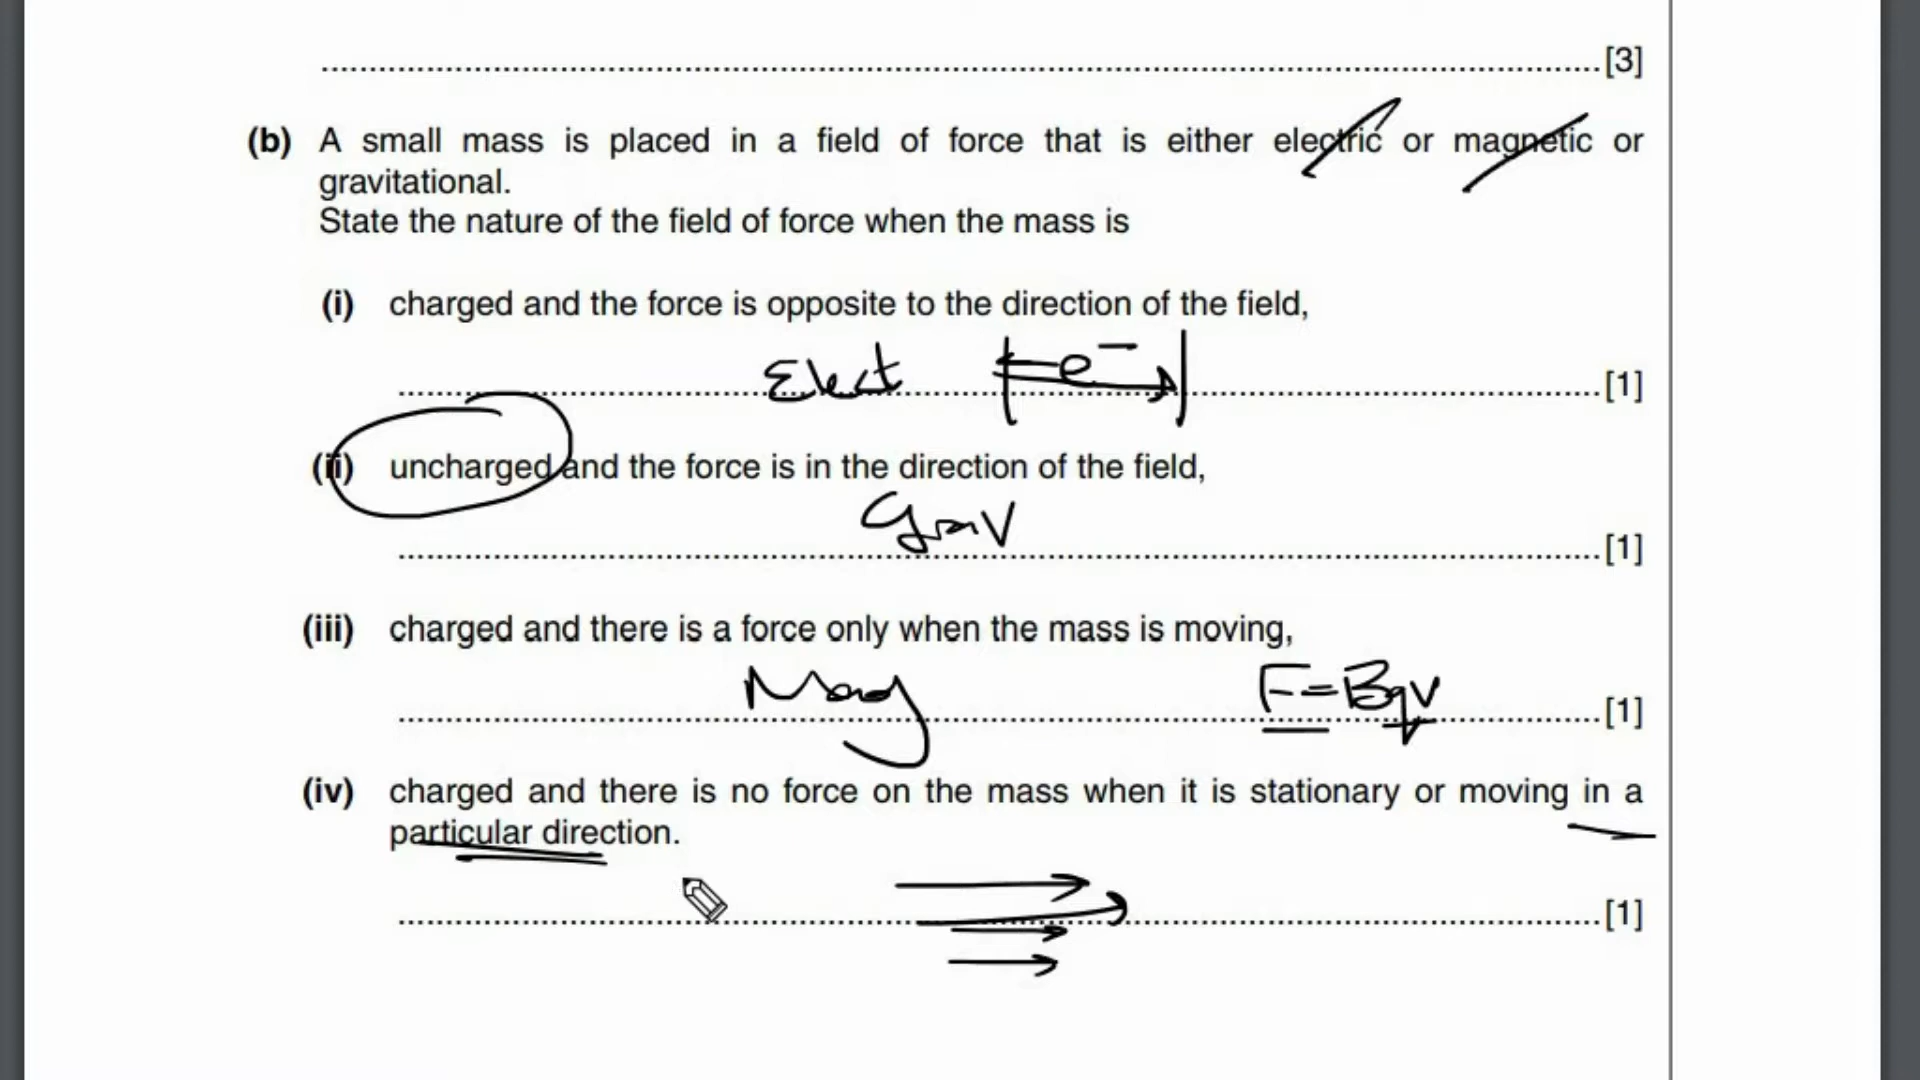 [3]
(b) A small mass is placed in a field of force that is either electric or magnetic or
gravitational.
State the nature of the field of force when the mass is
(i) charged and the force is opposite to the direction of the field,
Elect e⁻
[1]
(ii) uncharged and the force is in the direction of the field,
Grav
[1]
(iii) charged and there is a force only when the mass is moving,
Mag F=Bqv
[1]
(iv) charged and there is no force on the mass when it is stationary or moving in a
particular direction.
[1]